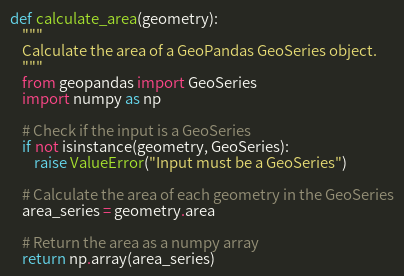 def calculate_area(geometry):
    """
    Calculate the area of a GeoPandas GeoSeries object.
    """
    from geopandas import GeoSeries
    import numpy as np

    # Check if the input is a GeoSeries
    if not isinstance(geometry, GeoSeries):
        raise ValueError("Input must be a GeoSeries")

    # Calculate the area of each geometry in the GeoSeries
    area_series = geometry.area

    # Return the area as a numpy array
    return np.array(area_series)